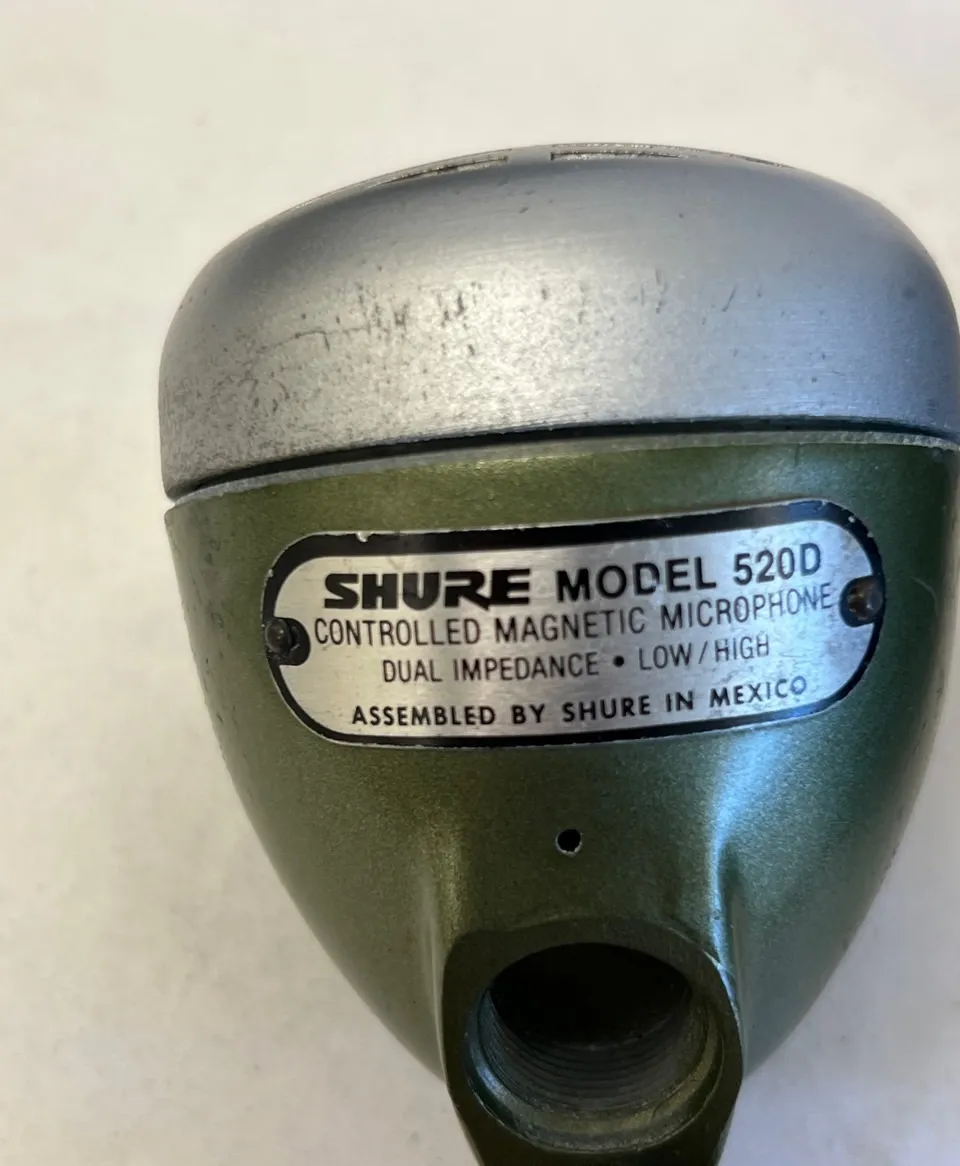 SHURE MODEL 520D
CONTROLLED MAGNETIC MICROPHONE
DUAL IMPEDANCE • LOW/HIGH
ASSEMBLED BY SHURE IN MEXICO